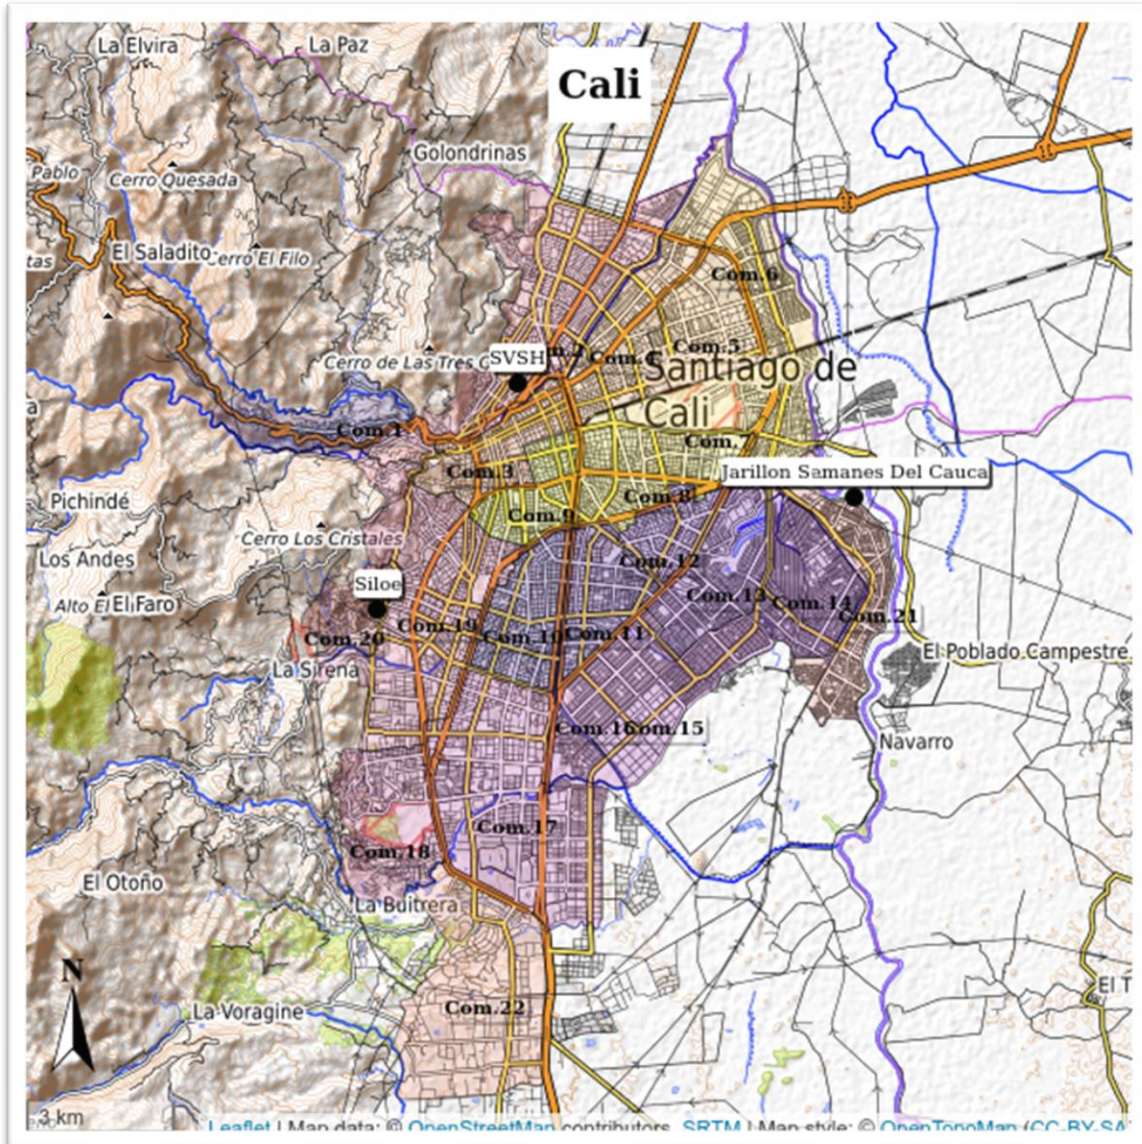 La Elvira
La Paz
Cali
Golondrinas
Pablo
Cerro Quesada
El Saladito
Cerro El Filo
tas
Com.6
Cerro de Las Tres C
SVSH
Com.5
Santiago de
Cali
a
Com.1
Com.7
Com.3
Jarillon Semanes Del Cauca
Pichindé
Com.8
Com.9
Cerro Los Cristales
Los Andes
Com.12
Siloe
Alto El
El Faro
Com.13
Com.14
Com.21
Com.20
Com.19
Com.10
Com.11
El Poblado Campestre
La Sirena
Com.16
Com.15
Navarro
Com.17
Com.18
El Otoño
La Buitrera
N
El T
La Voragine
Com.22
3 km
Leaflet | Map data: © OpenStreetMap contributors, SRTM | Map style: © OpenTopoMap (CC-BY-SA